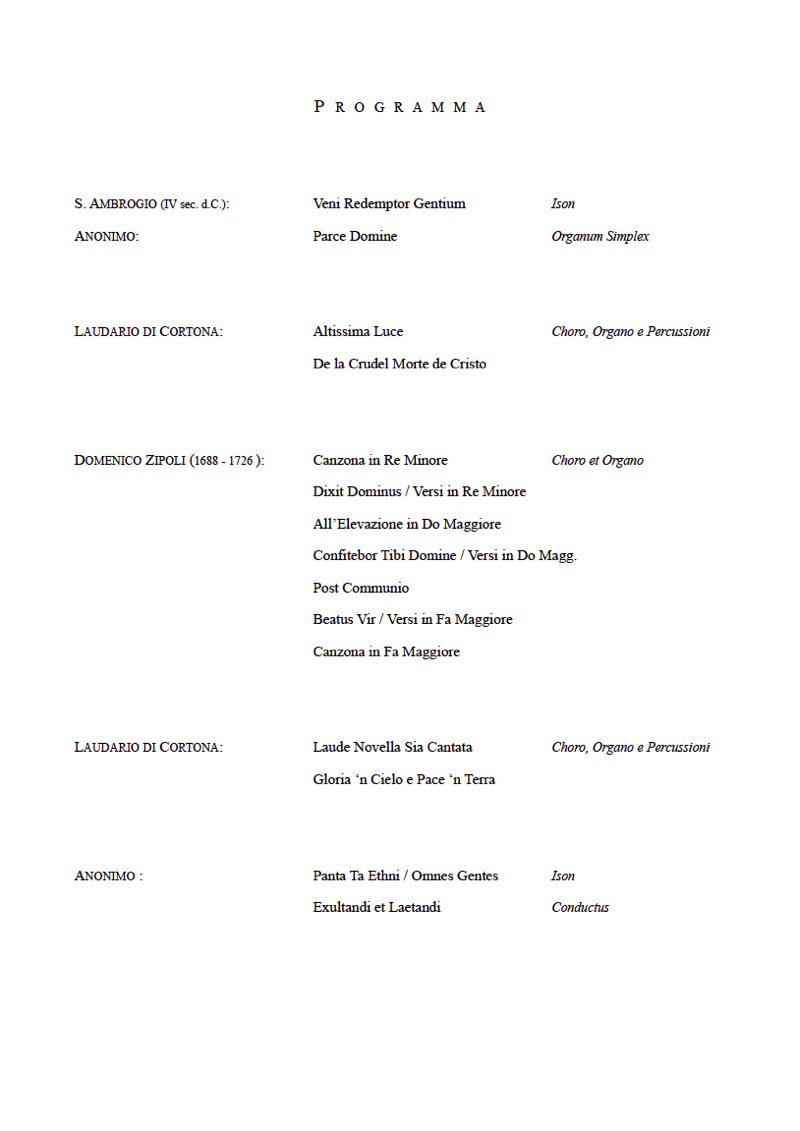 PROGRAMMA
S. AMBROGIO (IV sec. d.C.): Veni Redemptor Gentium Ison
ANONIMO: Parce Domine Organum Simplex
LAUDARIO DI CORTONA: Altissima Luce Choro, Organo e Percussioni
De la Crudel Morte de Cristo
DOMENICO ZIPOLI (1688 - 1726 ): Canzona in Re Minore Choro et Organo
Dixit Dominus / Versi in Re Minore
All’Elevazione in Do Maggiore
Confitebor Tibi Domine / Versi in Do Magg.
Post Communio
Beatus Vir / Versi in Fa Maggiore
Canzona in Fa Maggiore
LAUDARIO DI CORTONA: Laude Novella Sia Cantata Choro, Organo e Percussioni
Gloria ‘n Cielo e Pace ‘n Terra
ANONIMO : Panta Ta Ethni / Omnes Gentes Ison
Exultandi et Laetandi Conductus